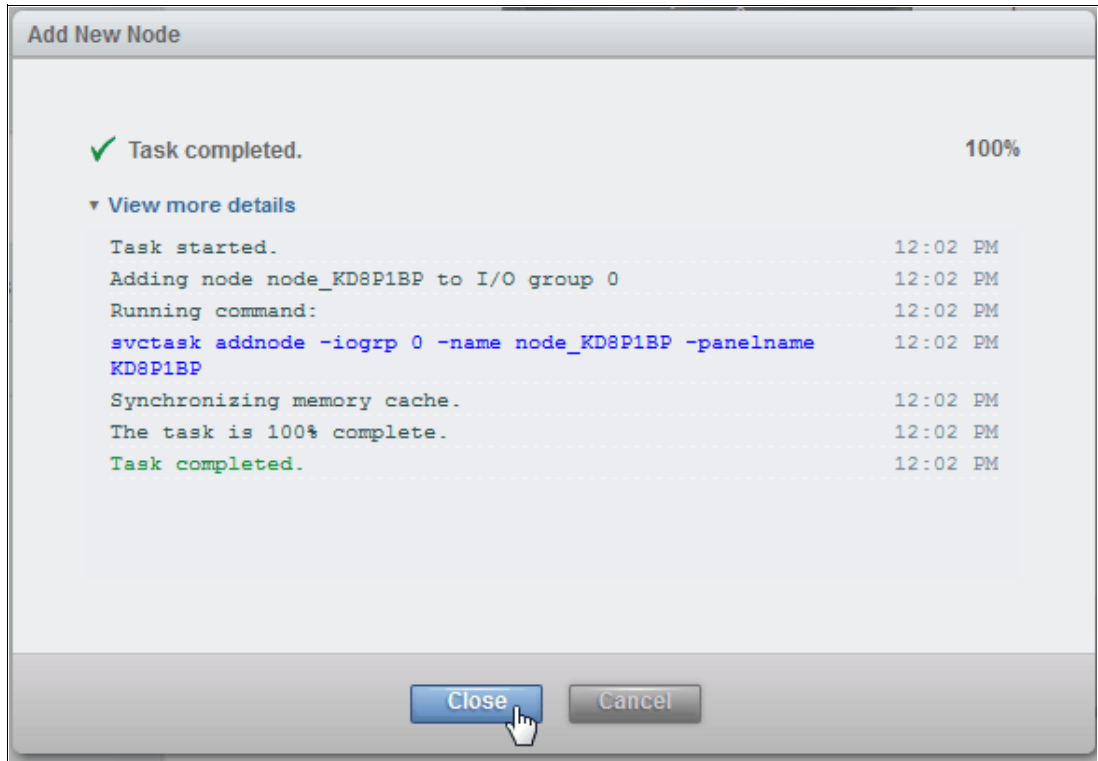 Add New Node
Task completed. 100%
View more details
Task started. 12:02 PM
Adding node node_KD8P1BP to I/O group 0 12:02 PM
Running command: 12:02 PM
svctask addnode -iogrp 0 -name node_KD8P1BP -panelname 12:02 PM
KD8P1BP
Synchronizing memory cache. 12:02 PM
The task is 100% complete. 12:02 PM
Task completed. 12:02 PM
Close Cancel